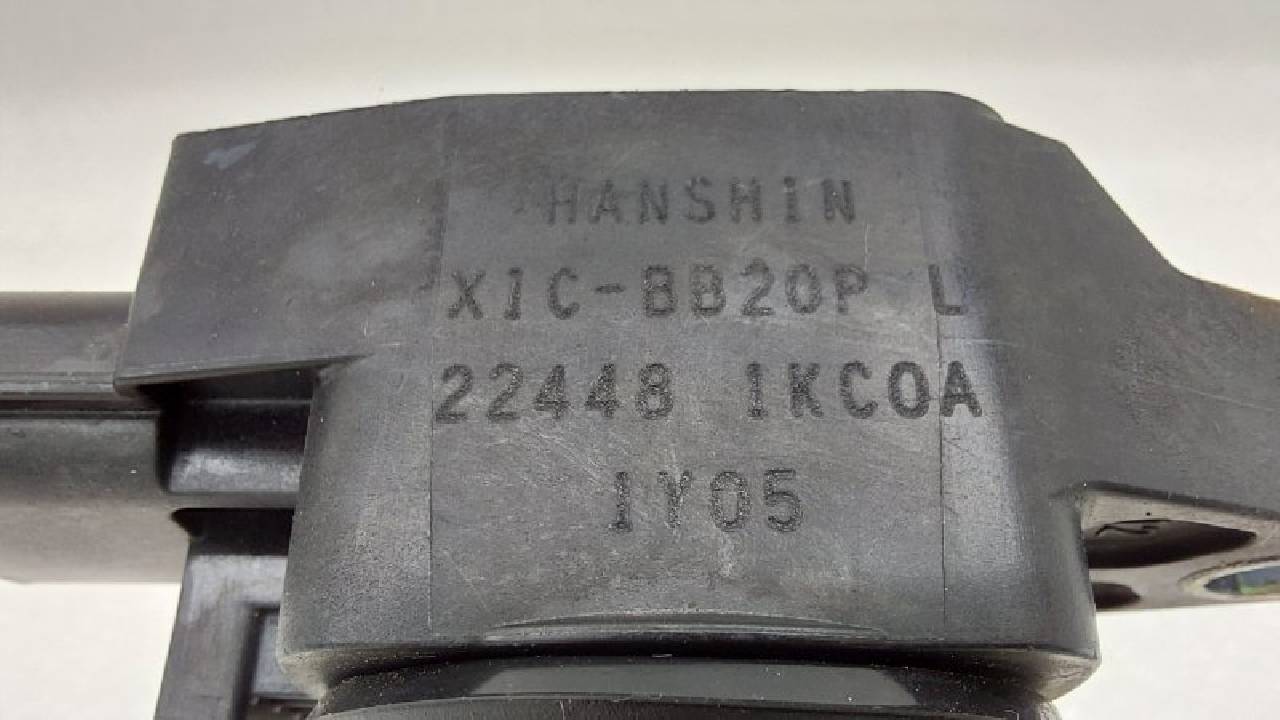 HANSHIN
X1C-BB20P L
22448 1KC0A
1Y05